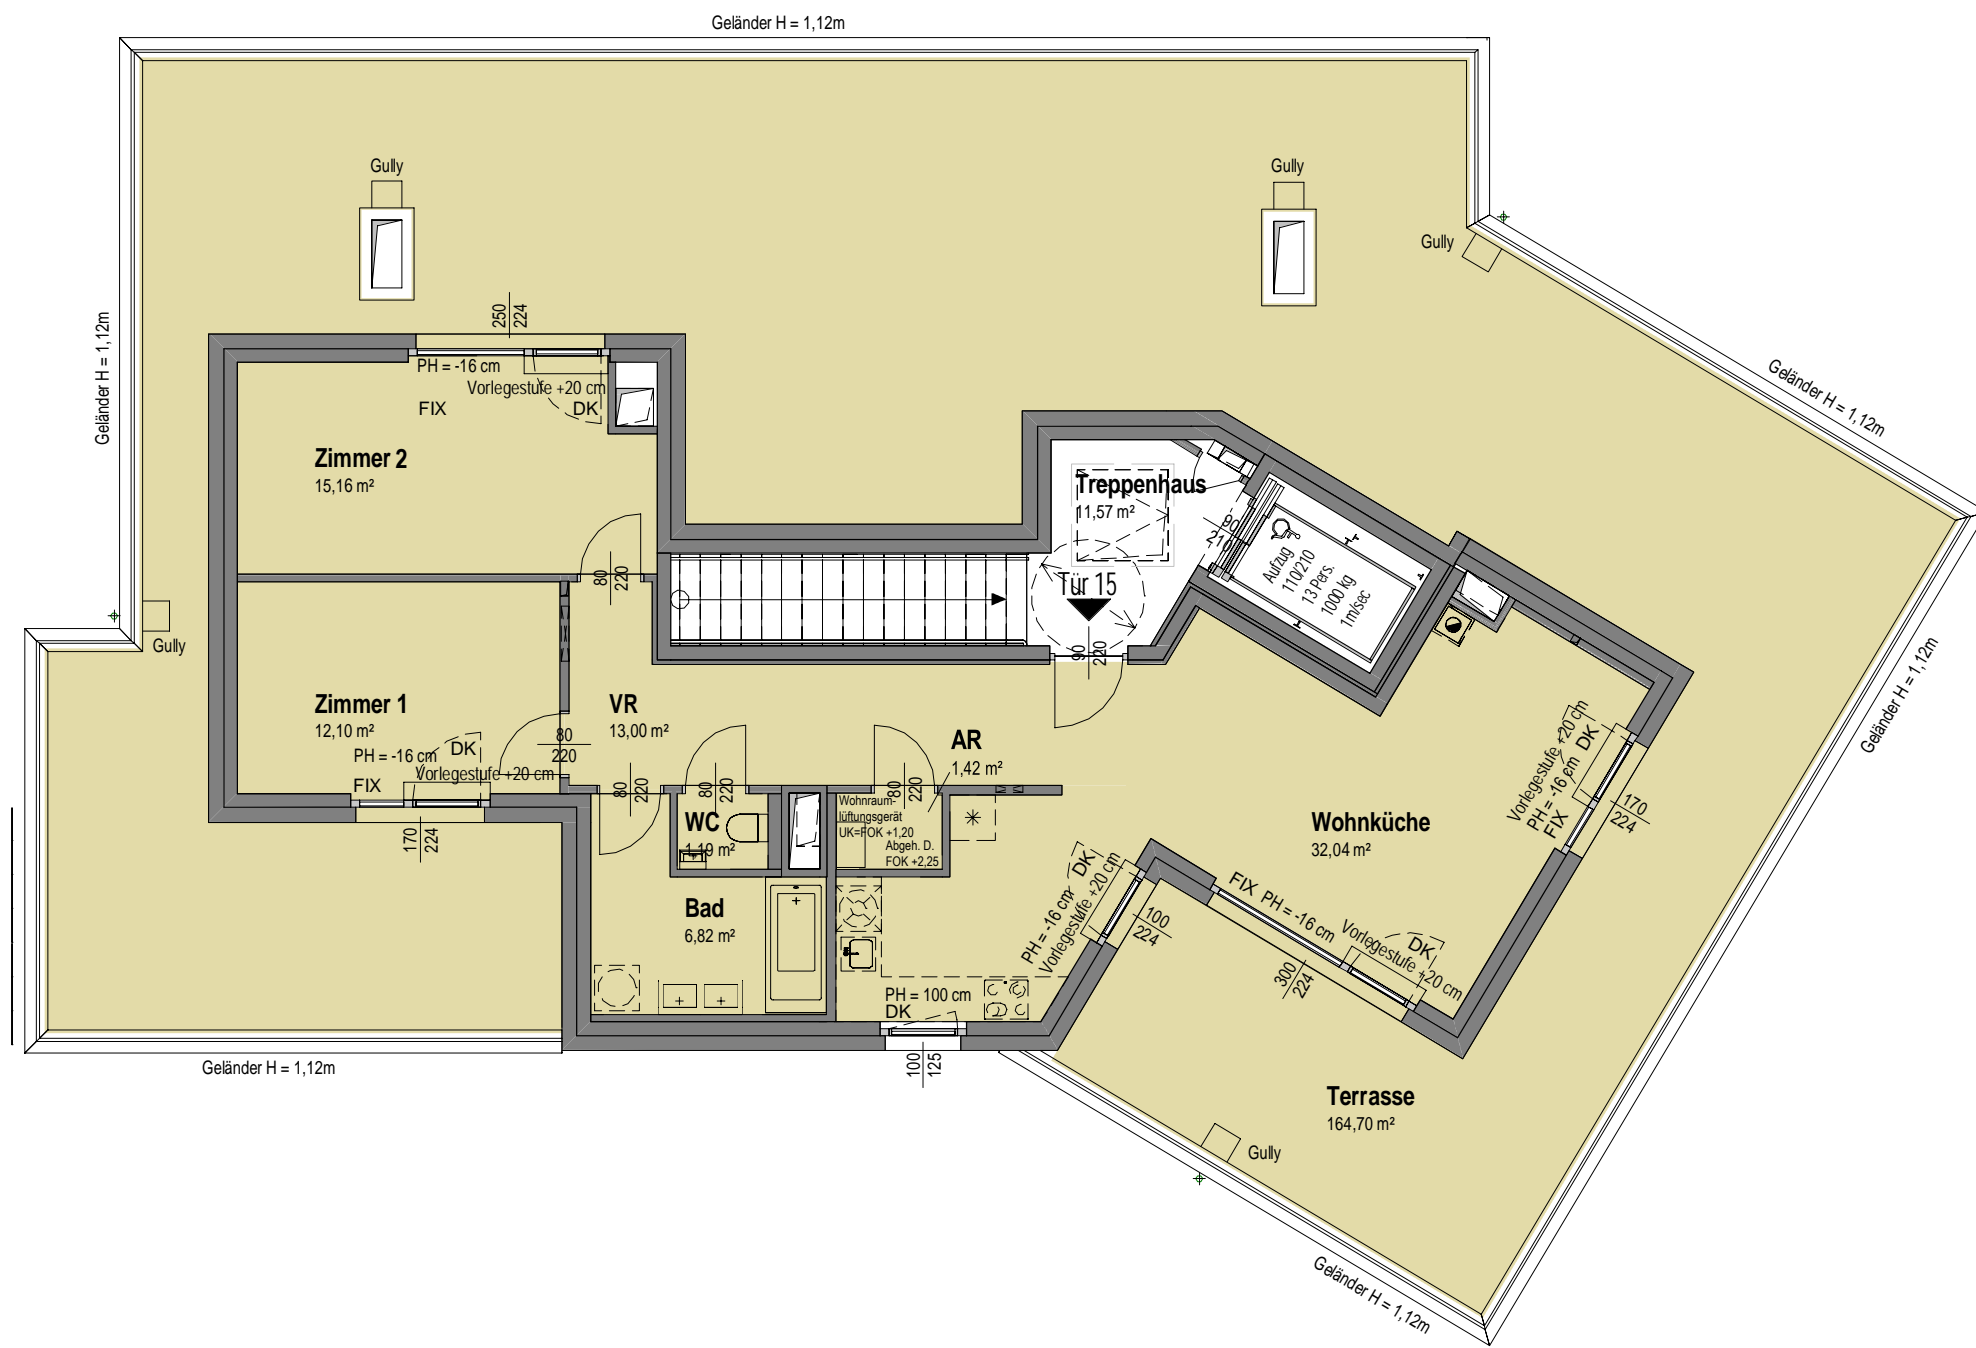 Geländer H = 1,12m
Gully
Gully
Gully
Geländer H = 1,12m
250
224
PH = -16 cm
Vorlegestufe +20 cm
FIX
DK
Geländer H = 1,12m
Zimmer 2
15,16 m²
Treppenhaus
11,57 m²
90
210
Aufzug
110/210
13 Pers.
1000 kg
1m/sec
80
220
Tür 15
90
220
Gully
Zimmer 1
12,10 m²
PH = -16 cm
DK
Vorlegestufe +20 cm
FIX
80
220
VR
13,00 m²
AR
1,42 m²
Geländer H = 1,12m
Vorlegestufe +20 cm
PH = -16 cm
DK
FIX
170
224
170
224
80
220
80
220
80
220
WC
1,19 m²
Wohnraum-
lüftungsgerät
UK=FOK +1,20
Abgeh. D.
FOK +2,25
Wohnküche
32,04 m²
Bad
6,82 m²
PH = -16 cm
Vorlegestufe +20 cm
DK
100
224
FIX
PH = -16 cm
Vorlegestufe +20 cm
DK
300
224
PH = 100 cm
DK
100
125
Geländer H = 1,12m
Terrasse
164,70 m²
Gully
Geländer H = 1,12m